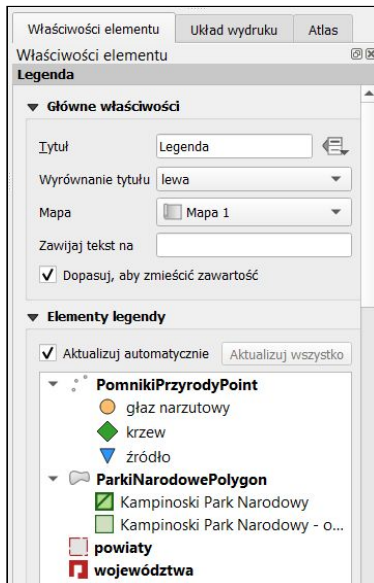 Właściwości elementu Układ wydruku Atlas
Właściwości elementu
Legenda
Główne właściwości
Tytuł Legenda
Wyrównanie tytułu lewa
Mapa Mapa 1
Zawijaj tekst na
Dopasuj, aby zmieścić zawartość
Elementy legendy
Aktualizuj automatycznie Aktualizuj wszystko
PomnikiPrzyrodyPoint
głaz narzutowy
krzew
źródło
ParkiNarodowePolygon
Kampinoski Park Narodowy
Kampinoski Park Narodowy - o...
powiaty
województwa